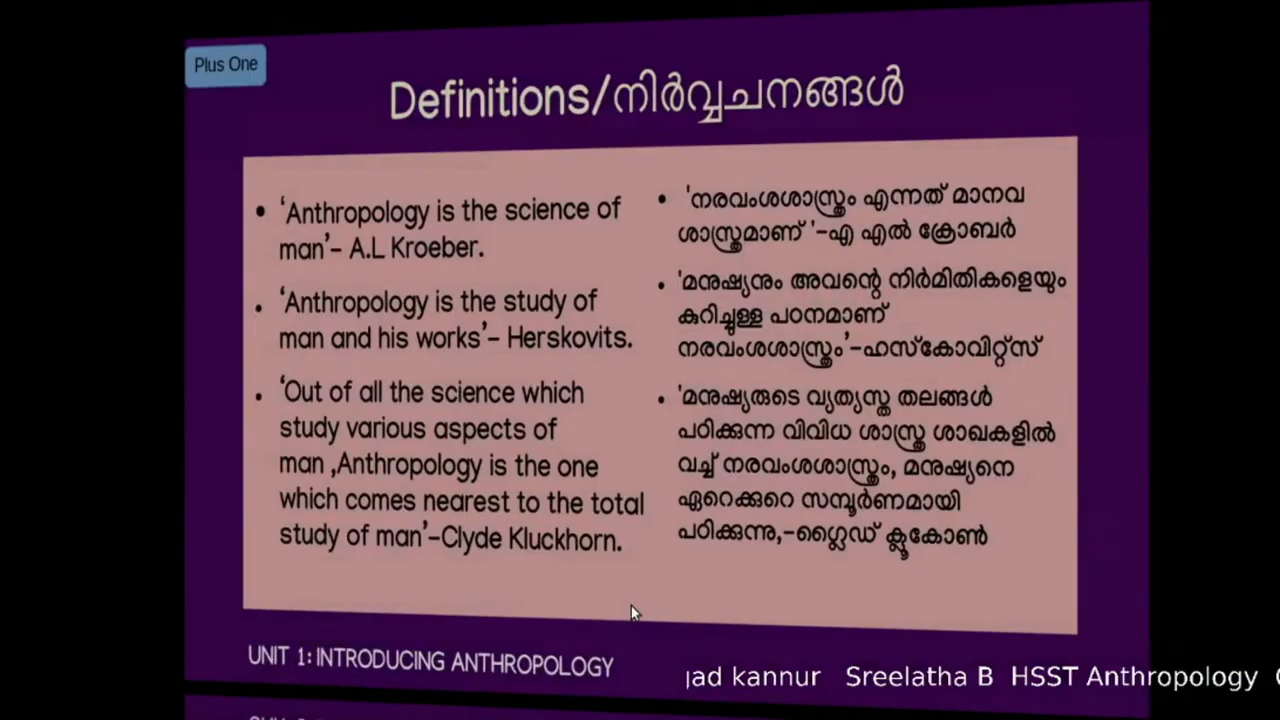 Plus One
Definitions/നിർവ്വചനങ്ങൾ
• ‘Anthropology is the science of
man’– A.L Kroeber.
• ‘Anthropology is the study of
man and his works’– Herskovits.
• ‘Out of all the science which
study various aspects of
man ,Anthropology is the one
which comes nearest to the total
study of man’–Clyde Kluckhorn.
• 'നരവംശശാസ്ത്രം എന്നത് മാനവ
ശാസ്ത്രമാണ് '–എ എൽ ക്രോബർ
• 'മനുഷ്യനും അവന്റെ നിർമിതികളെയും
കുറിച്ചുള്ള പഠനമാണ്
നരവംശശാസ്ത്രം’–ഹസ്കോവിറ്റ്സ്
• 'മനുഷ്യരുടെ വ്യത്യസ്ത തലങ്ങൾ
പഠിക്കുന്ന വിവിധ ശാസ്ത്ര ശാഖകളിൽ
വച്ച് നരവംശശാസ്ത്രം, മനുഷ്യനെ
ഏറെക്കുറെ സമ്പൂർണമായി
പഠിക്കുന്നു,–ഗ്ലൈഡ് ക്ലൂകോൺ
UNIT 1: INTRODUCING ANTHROPOLOGY
kannur Sreelatha B HSST Anthropology